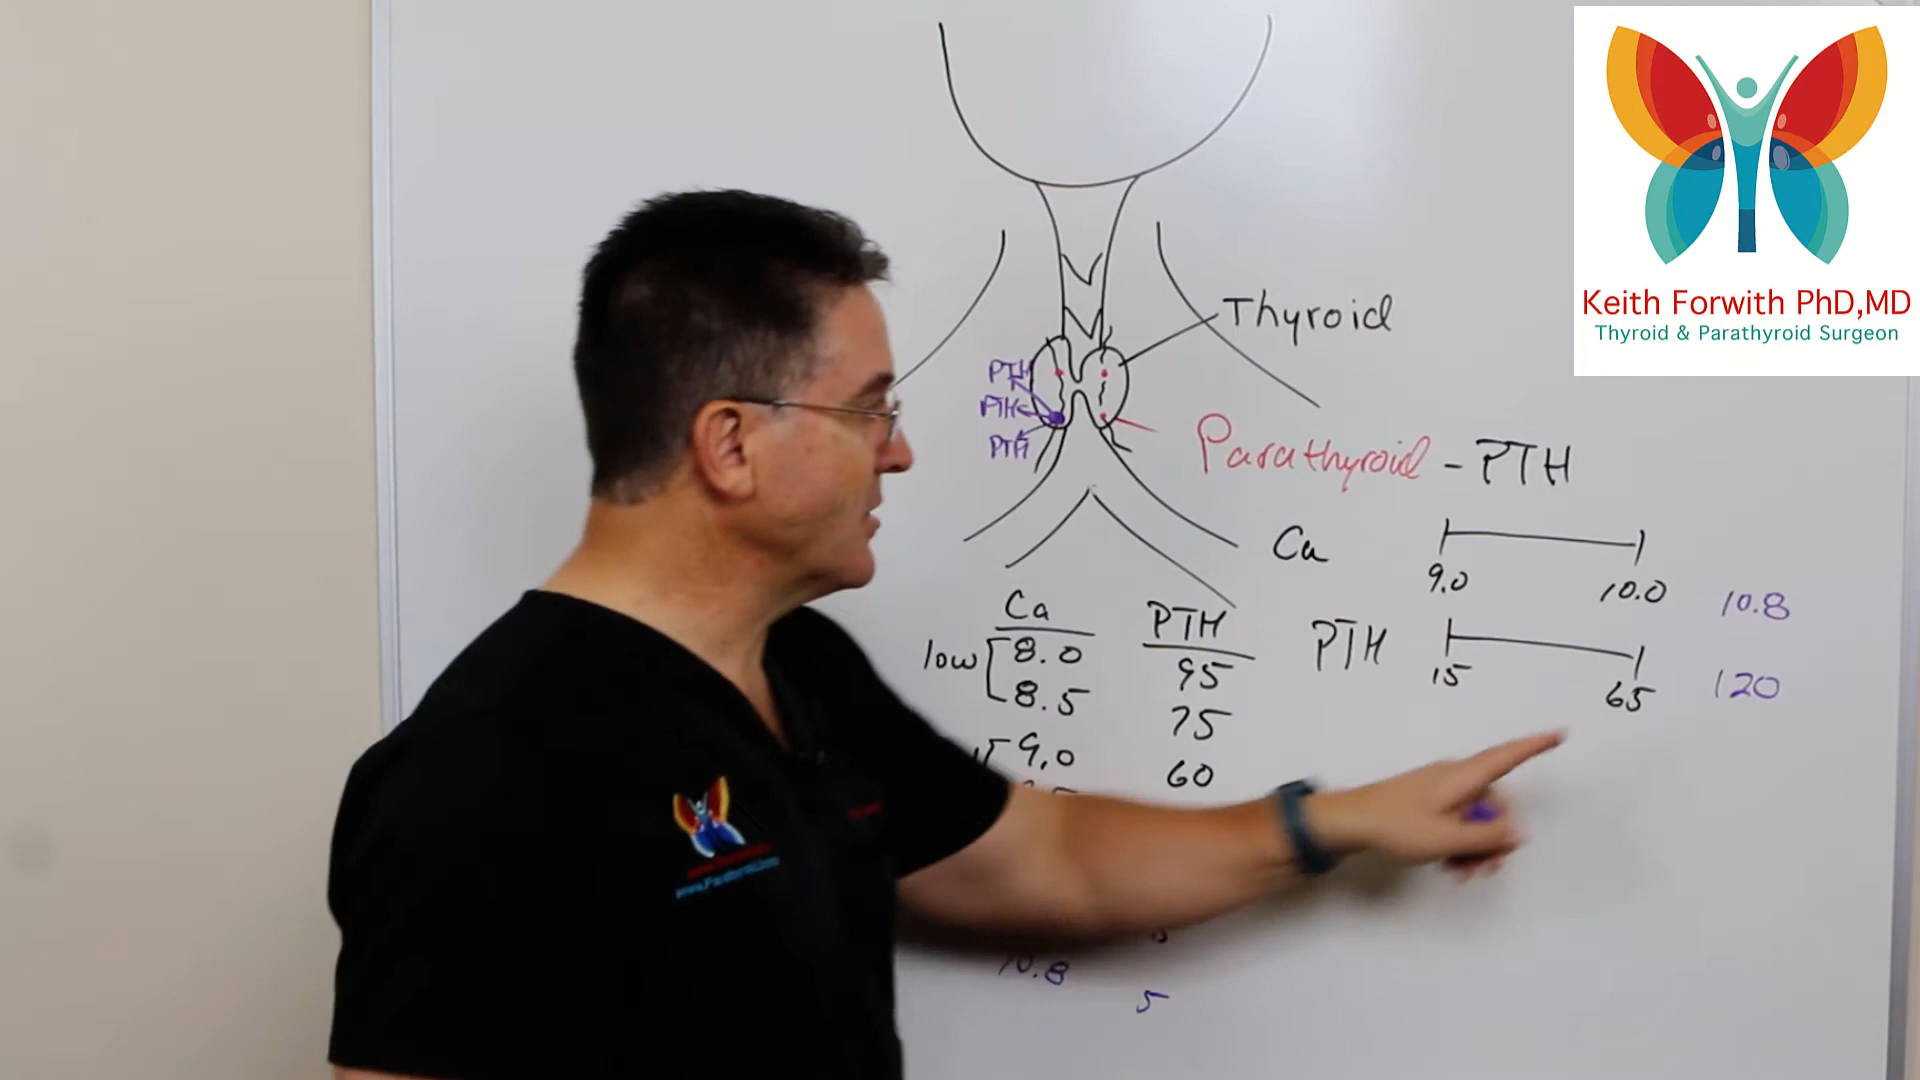 Keith Forwith PhD,MD
Thyroid & Parathyroid Surgeon
Thyroid
PTH
PTH
PTH
Parathyroid - PTH
Ca
9.0 10.0 10.8
PTH
15 65 120
Ca PTH
low 8.0 95
8.5 75
9.0 60
10.8
5